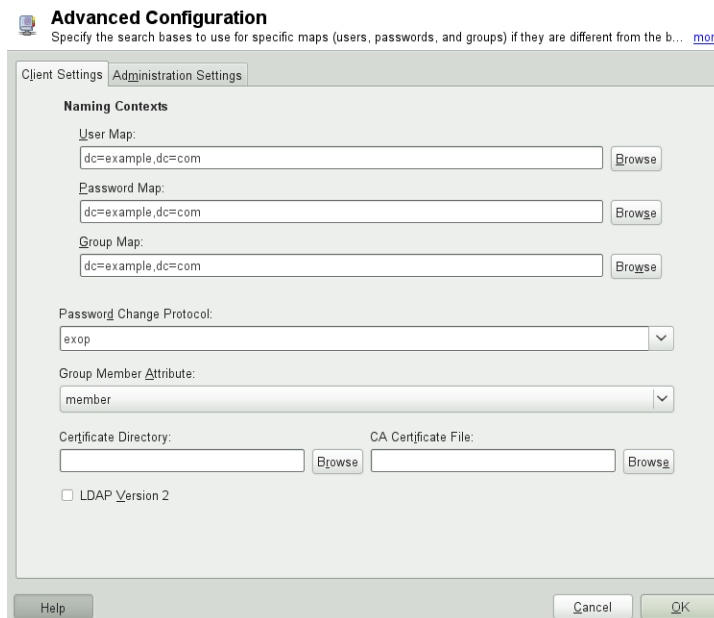 Advanced Configuration
Specify the search bases to use for specific maps (users, passwords, and groups) if they are different from the b... mor
Client Settings Administration Settings
Naming Contexts
User Map:
dc=example,dc=com Browse
Password Map:
dc=example,dc=com Browse
Group Map:
dc=example,dc=com Browse
Password Change Protocol:
exop
Group Member Attribute:
member
Certificate Directory: CA Certificate File:
Browse Browse
LDAP Version 2
Help Cancel OK